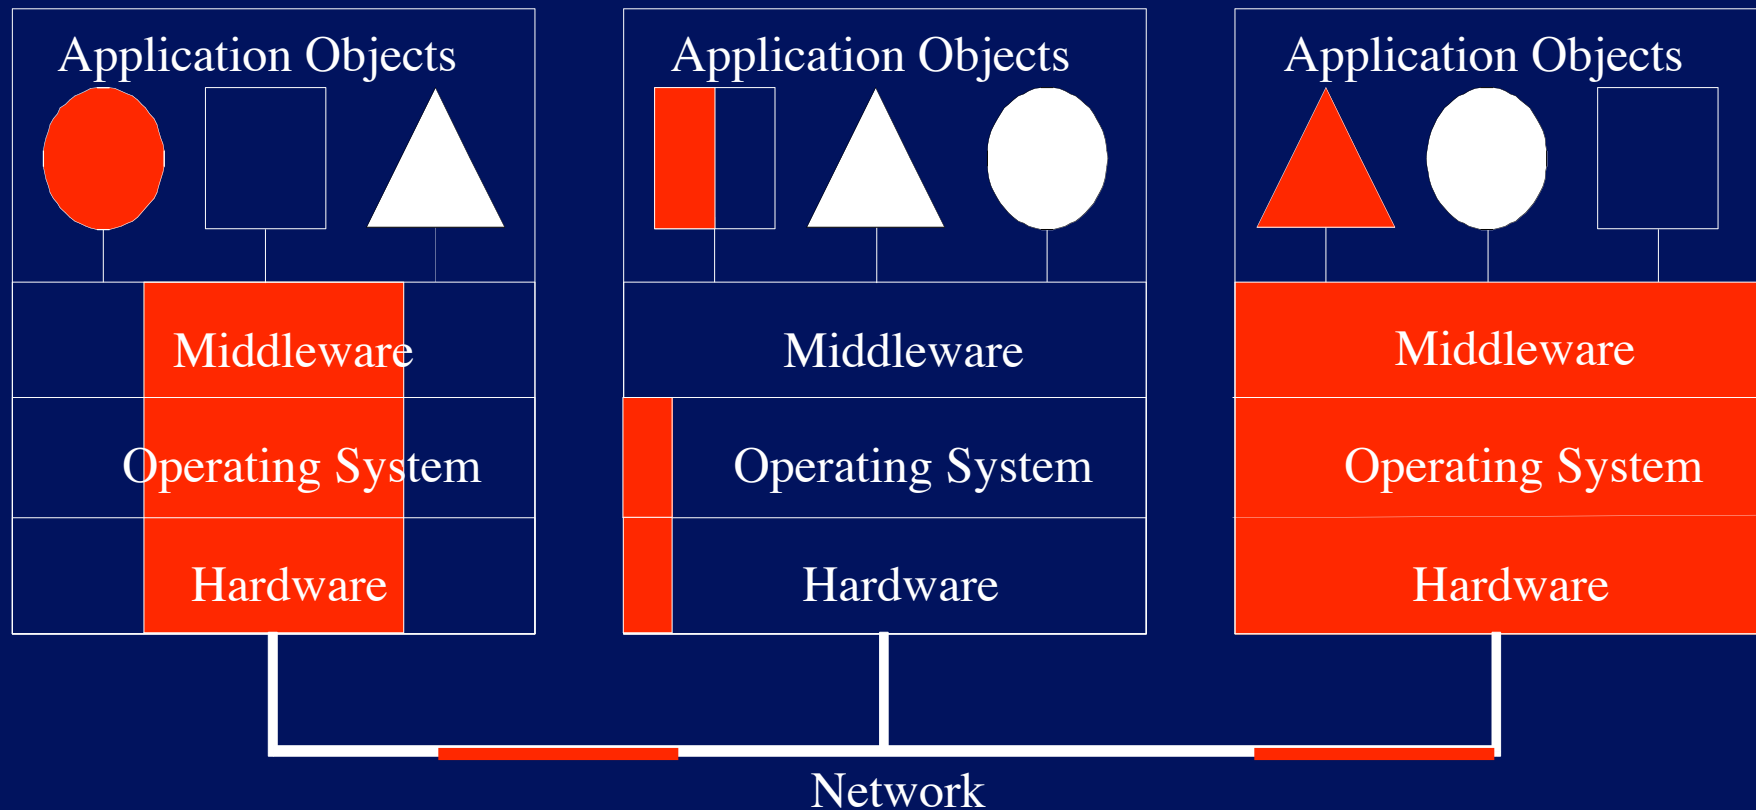 Application Objects
Middleware
Operating System
Hardware
Application Objects
Middleware
Operating System
Hardware
Application Objects
Middleware
Operating System
Hardware
Network